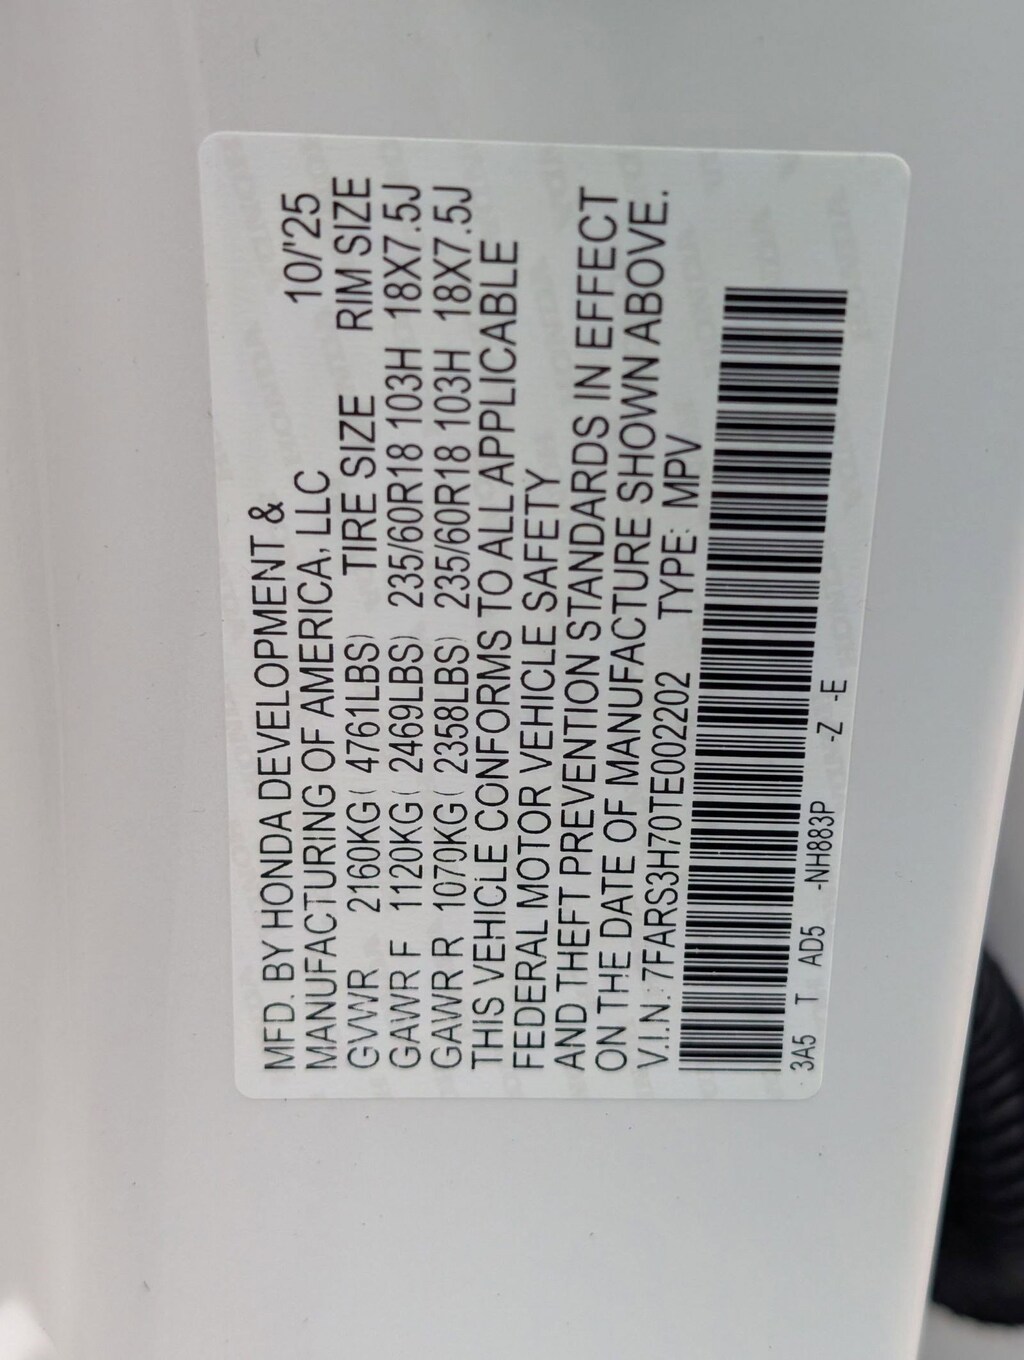 MFD. BY HONDA DEVELOPMENT &
MANUFACTURING OF AMERICA, LLC 10/'25
GVWR 2160KG( 4761LBS) TIRE SIZE RIM SIZE
GAWR F 1120KG( 2469LBS) 235/60R18 103H 18X7.5J
GAWR R 1070KG( 2358LBS) 235/60R18 103H 18X7.5J
THIS VEHICLE CONFORMS TO ALL APPLICABLE
FEDERAL MOTOR VEHICLE SAFETY
AND THEFT PREVENTION STANDARDS IN EFFECT
ON THE DATE OF MANUFACTURE SHOWN ABOVE.
V.I.N. 7FARS3H70TE002202 TYPE: MPV
3A5 T AD5 -NH883P -Z -E